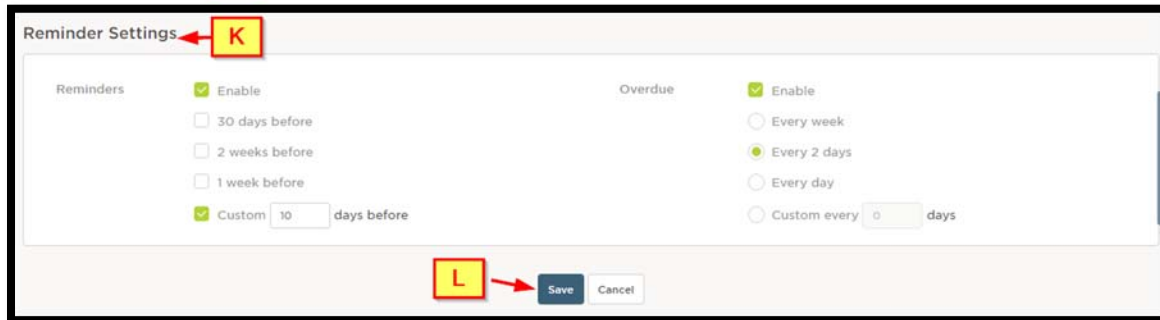 Reminder Settings
K
Reminders
Enable
30 days before
2 weeks before
1 week before
Custom 10 days before
Overdue
Enable
Every week
Every 2 days
Every day
Custom every 0 days
L
Save
Cancel